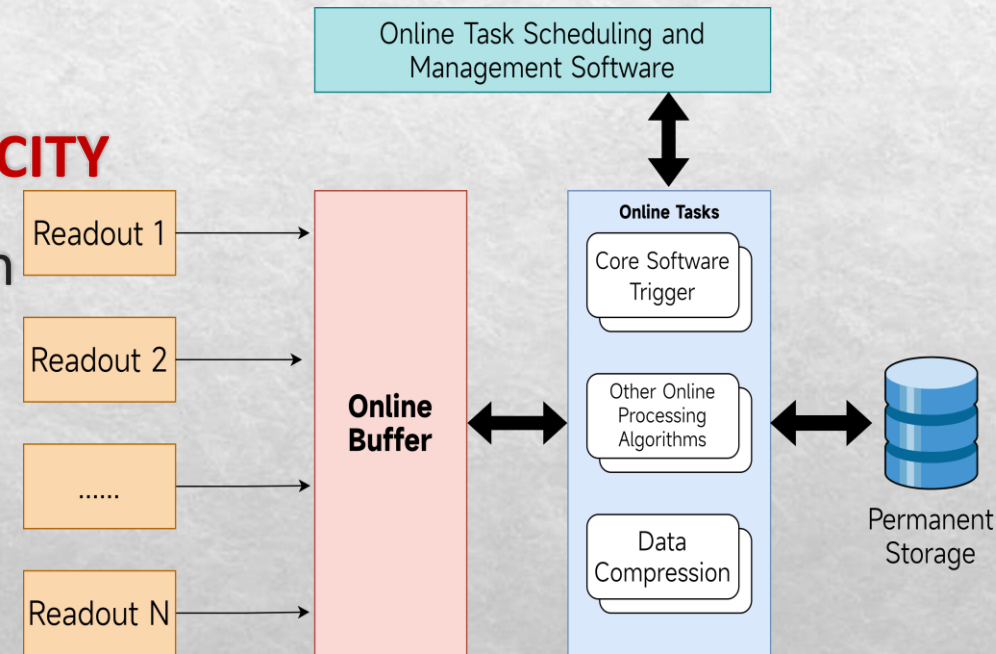 Online Task Scheduling and
Management Software
CITY
Readout 1
n
Readout 2
......
Readout N
Online
Buffer
Online Tasks
Core Software
Trigger
Other Online
Processing
Algorithms
Data
Compression
Permanent
Storage